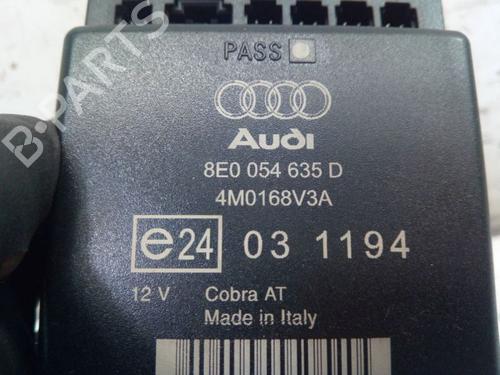 PASS
Audi
8E0 054 635 D
4M0168V3A
e24 03 1194
12 V Cobra AT
Made in Italy
B-PARTS